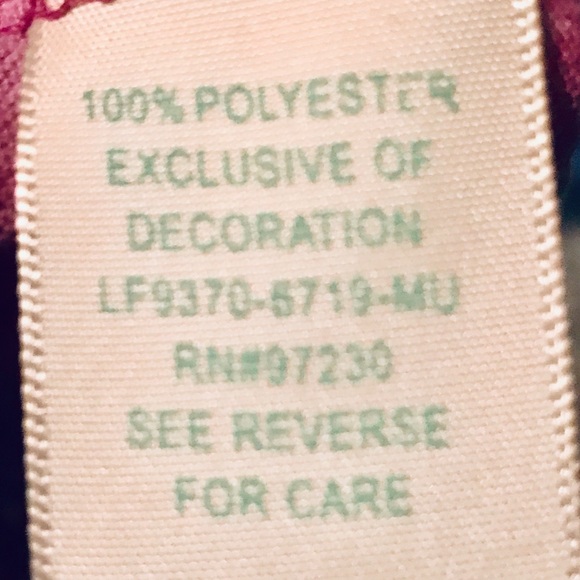 100% POLYESTER
EXCLUSIVE OF
DECORATION
LF9370-5719-MU
RN#97230
SEE REVERSE
FOR CARE